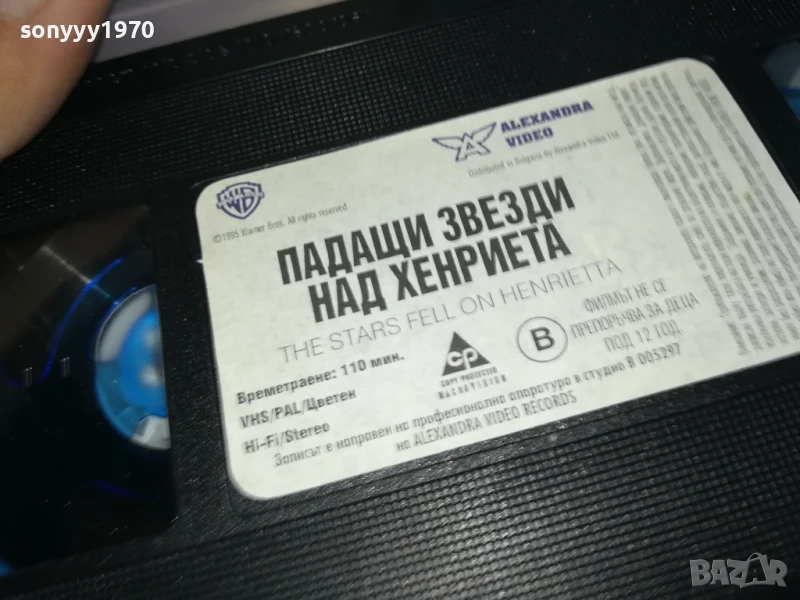 sonyyy1970
ALEXANDRA
VIDEO
Distributed in Bulgaria by Alexandra Video Ltd.
WB
©1995 Warner Bros. All rights reserved
ПАДАЩИ ЗВЕЗДИ
НАД ХЕНРИЕТА
THE STARS FELL ON HENRIETTA
Времетраене: 110 мин.
VHS/PAL/Цветен
Hi-Fi/Stereo
cp
COPY PROTECTED
MACROVISION
B
ФИЛМЪТ НЕ СЕ
ПРЕПОРЪЧВА ЗА ДЕЦА
ПОД 12 ГОД.
B 005297
Записът е направен на професионална апаратура в студио
на ALEXANDRA VIDEO RECORDS
BAZAR